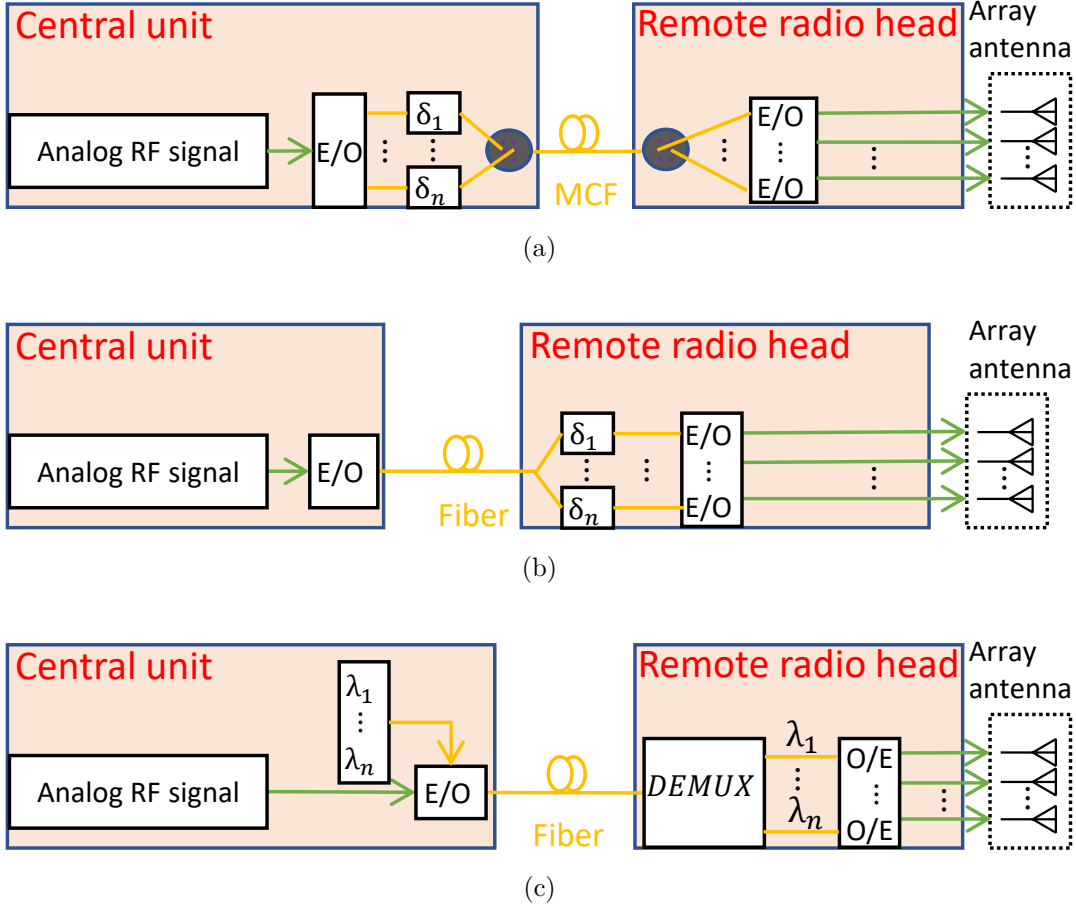 Central unit
Remote radio head
Array
antenna
Analog RF signal
E/O
δ1
⋮
δn
MCF
E/O
⋮
E/O
(a)
Central unit
Remote radio head
Array
antenna
Analog RF signal
E/O
Fiber
δ1
⋮
δn
E/O
⋮
E/O
(b)
Central unit
Remote radio head
Array
antenna
λ1
⋮
λn
Analog RF signal
E/O
Fiber
DEMUX
λ1
⋮
λn
O/E
⋮
O/E
(c)